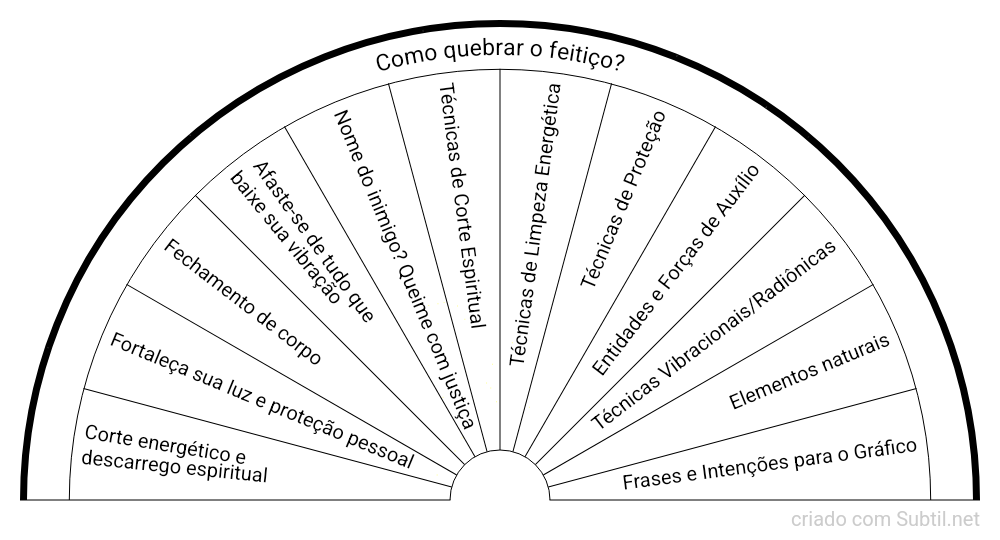 Como quebrar o feitiço?
Corte energético e
descarrego espiritual
Fortaleça sua luz e proteção pessoal
Fechamento de corpo
Afaste-se de tudo que
baixe sua vibração
Nome do inimigo? Queime com justiça
Técnicas de Corte Espiritual
Técnicas de Limpeza Energética
Técnicas de Proteção
Entidades e Forças de Auxílio
Técnicas Vibracionais/Radiônicas
Elementos naturais
Frases e Intenções para o Gráfico
criado com Subtil.net